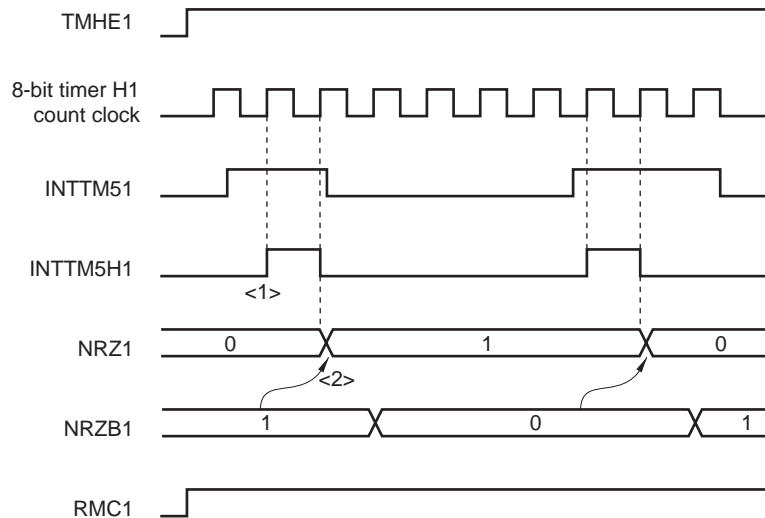 TMHE1
8-bit timer H1
count clock
INTTM51
INTTM5H1
<1>
NRZ1
0
1
0
<2>
NRZB1
1
0
1
RMC1